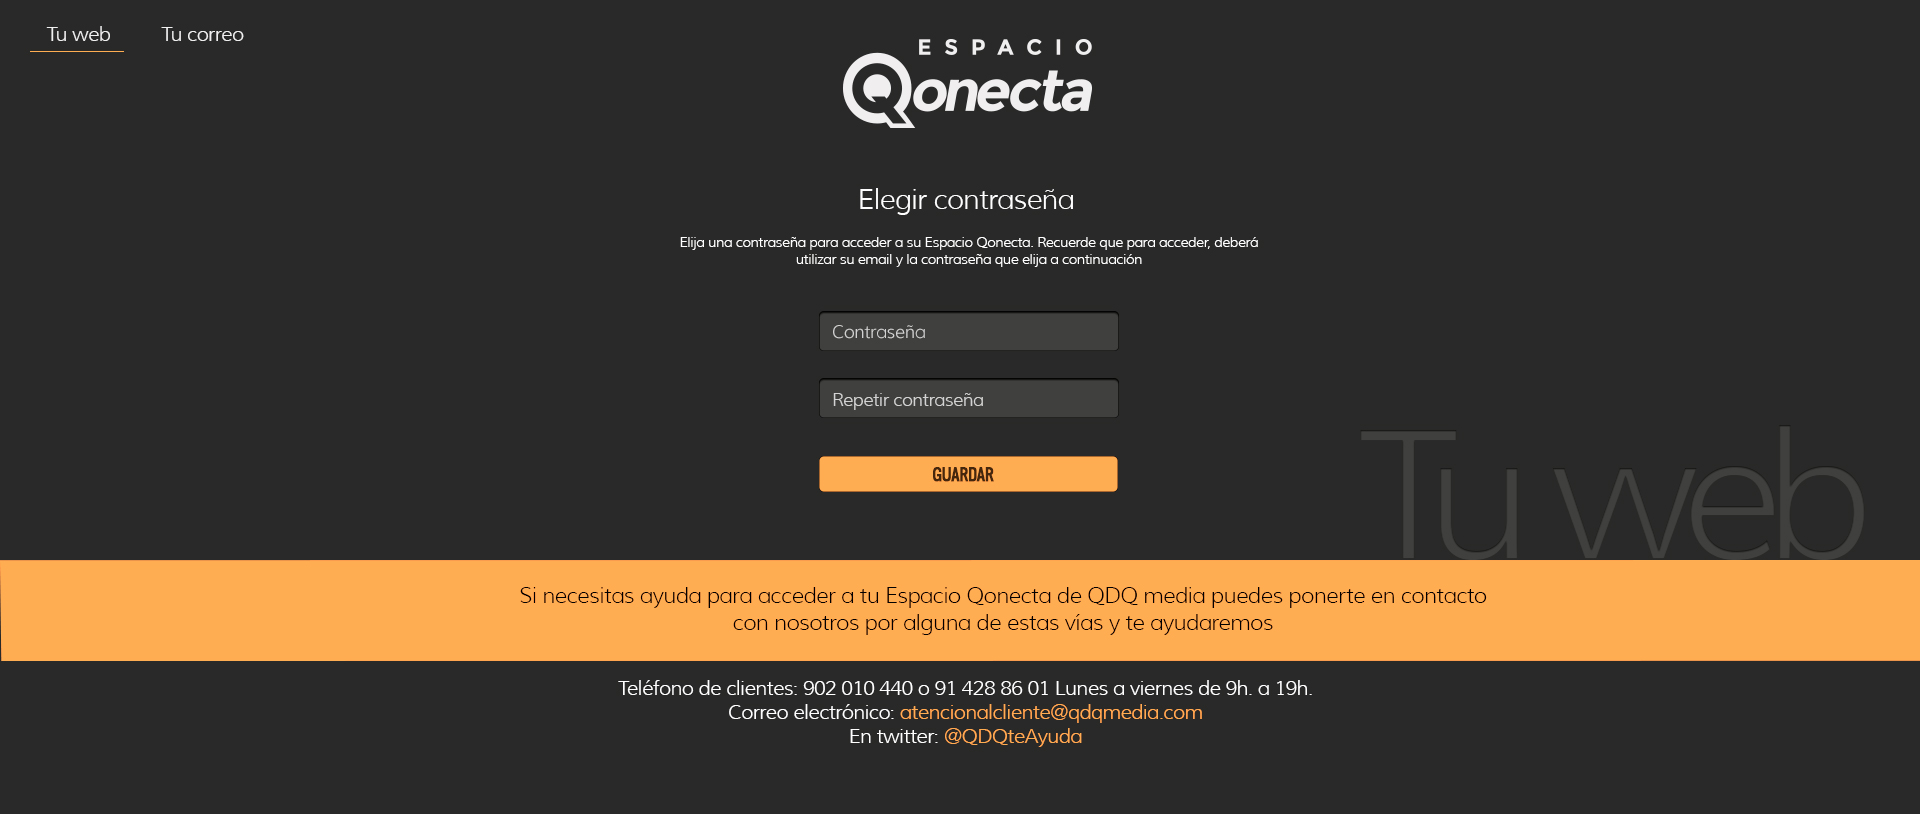 Tu web
Tu correo
ESPACIO
Qonecta
Elegir contraseña
Elija una contraseña para acceder a su Espacio Qonecta. Recuerde que para acceder, deberá
utilizar su email y la contraseña que elija a continuación
Contraseña
Repetir contraseña
GUARDAR
Tu web
Si necesitas ayuda para acceder a tu Espacio Qonecta de QDQ media puedes ponerte en contacto
con nosotros por alguna de estas vías y te ayudaremos
Teléfono de clientes: 902 010 440 o 91 428 86 01 Lunes a viernes de 9h. a 19h.
Correo electrónico: atencionalcliente@qdqmedia.com
En twitter: @QDQteAyuda